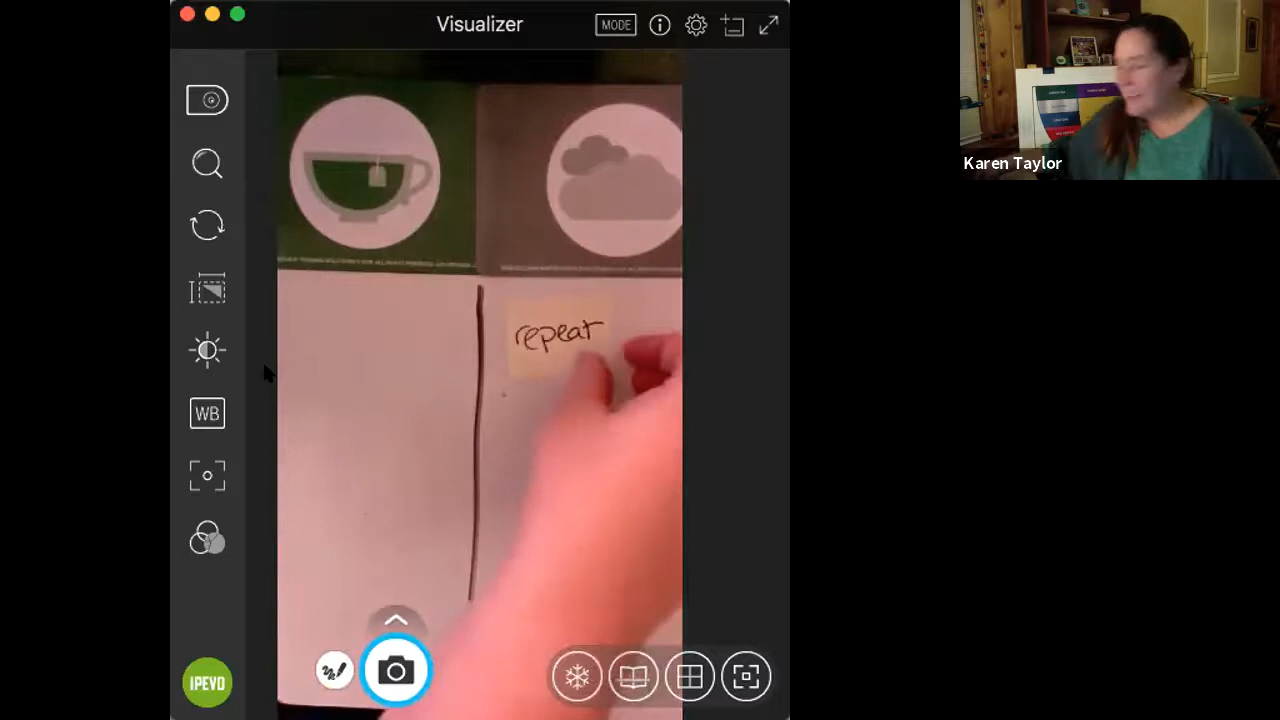 Visualizer
MODE
Karen Taylor
repeat
WB
IPEVO